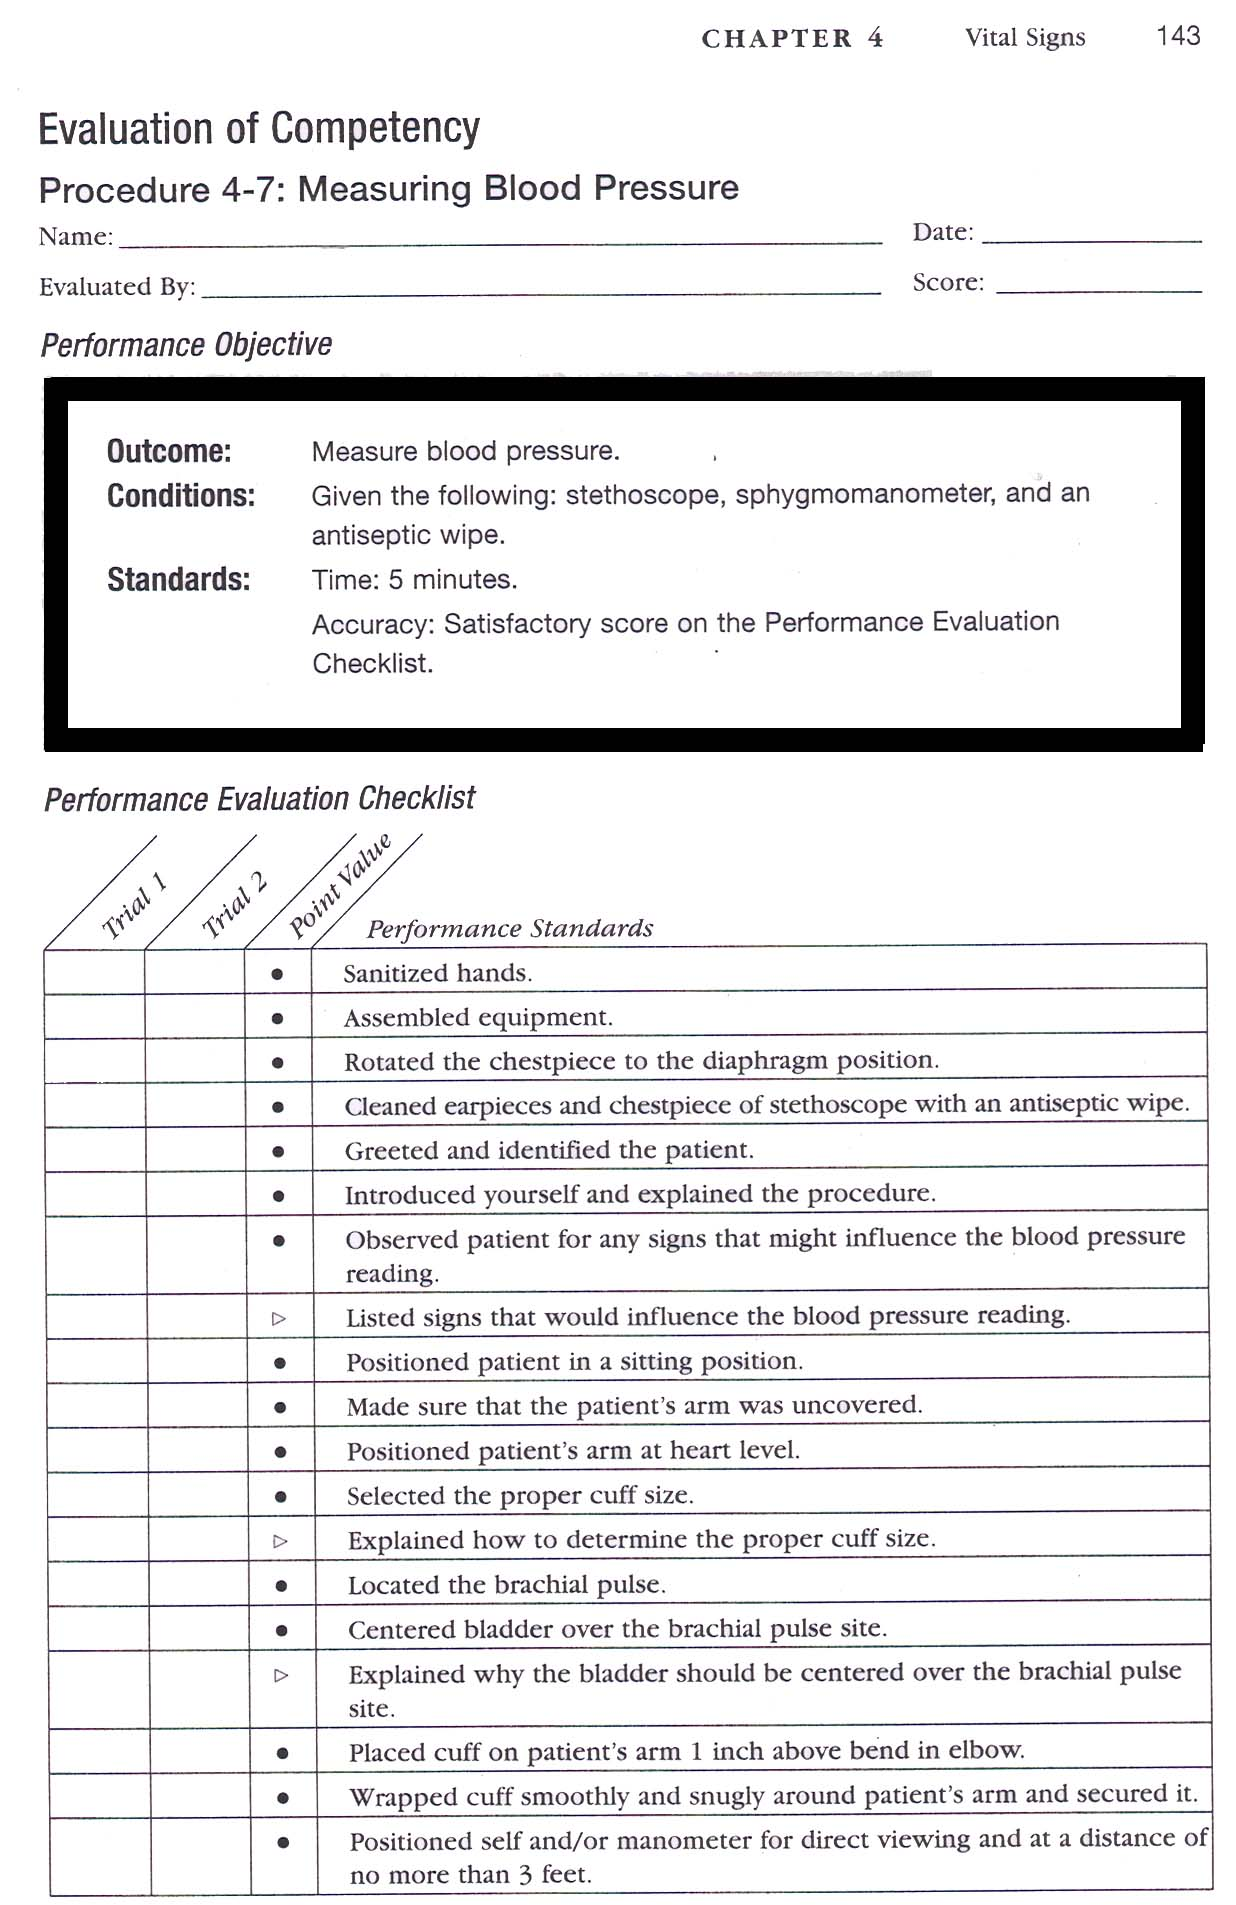 CHAPTER 4 Vital Signs 143
Evaluation of Competency
Procedure 4-7: Measuring Blood Pressure
Name: Date:
Evaluated By: Score:
Performance Objective
Outcome: Measure blood pressure.
Conditions: Given the following: stethoscope, sphygmomanometer, and an
antiseptic wipe.
Standards: Time: 5 minutes.
Accuracy: Satisfactory score on the Performance Evaluation
Checklist.
Performance Evaluation Checklist
Trial 1 Trial 2 Point Value Performance Standards
• Sanitized hands.
• Assembled equipment.
• Rotated the chestpiece to the diaphragm position.
• Cleaned earpieces and chestpiece of stethoscope with an antiseptic wipe.
• Greeted and identified the patient.
• Introduced yourself and explained the procedure.
• Observed patient for any signs that might influence the blood pressure
reading.
▷ Listed signs that would influence the blood pressure reading.
• Positioned patient in a sitting position.
• Made sure that the patient's arm was uncovered.
• Positioned patient's arm at heart level.
• Selected the proper cuff size.
▷ Explained how to determine the proper cuff size.
• Located the brachial pulse.
• Centered bladder over the brachial pulse site.
▷ Explained why the bladder should be centered over the brachial pulse
site.
• Placed cuff on patient's arm 1 inch above bend in elbow.
• Wrapped cuff smoothly and snugly around patient's arm and secured it.
• Positioned self and/or manometer for direct viewing and at a distance of
no more than 3 feet.